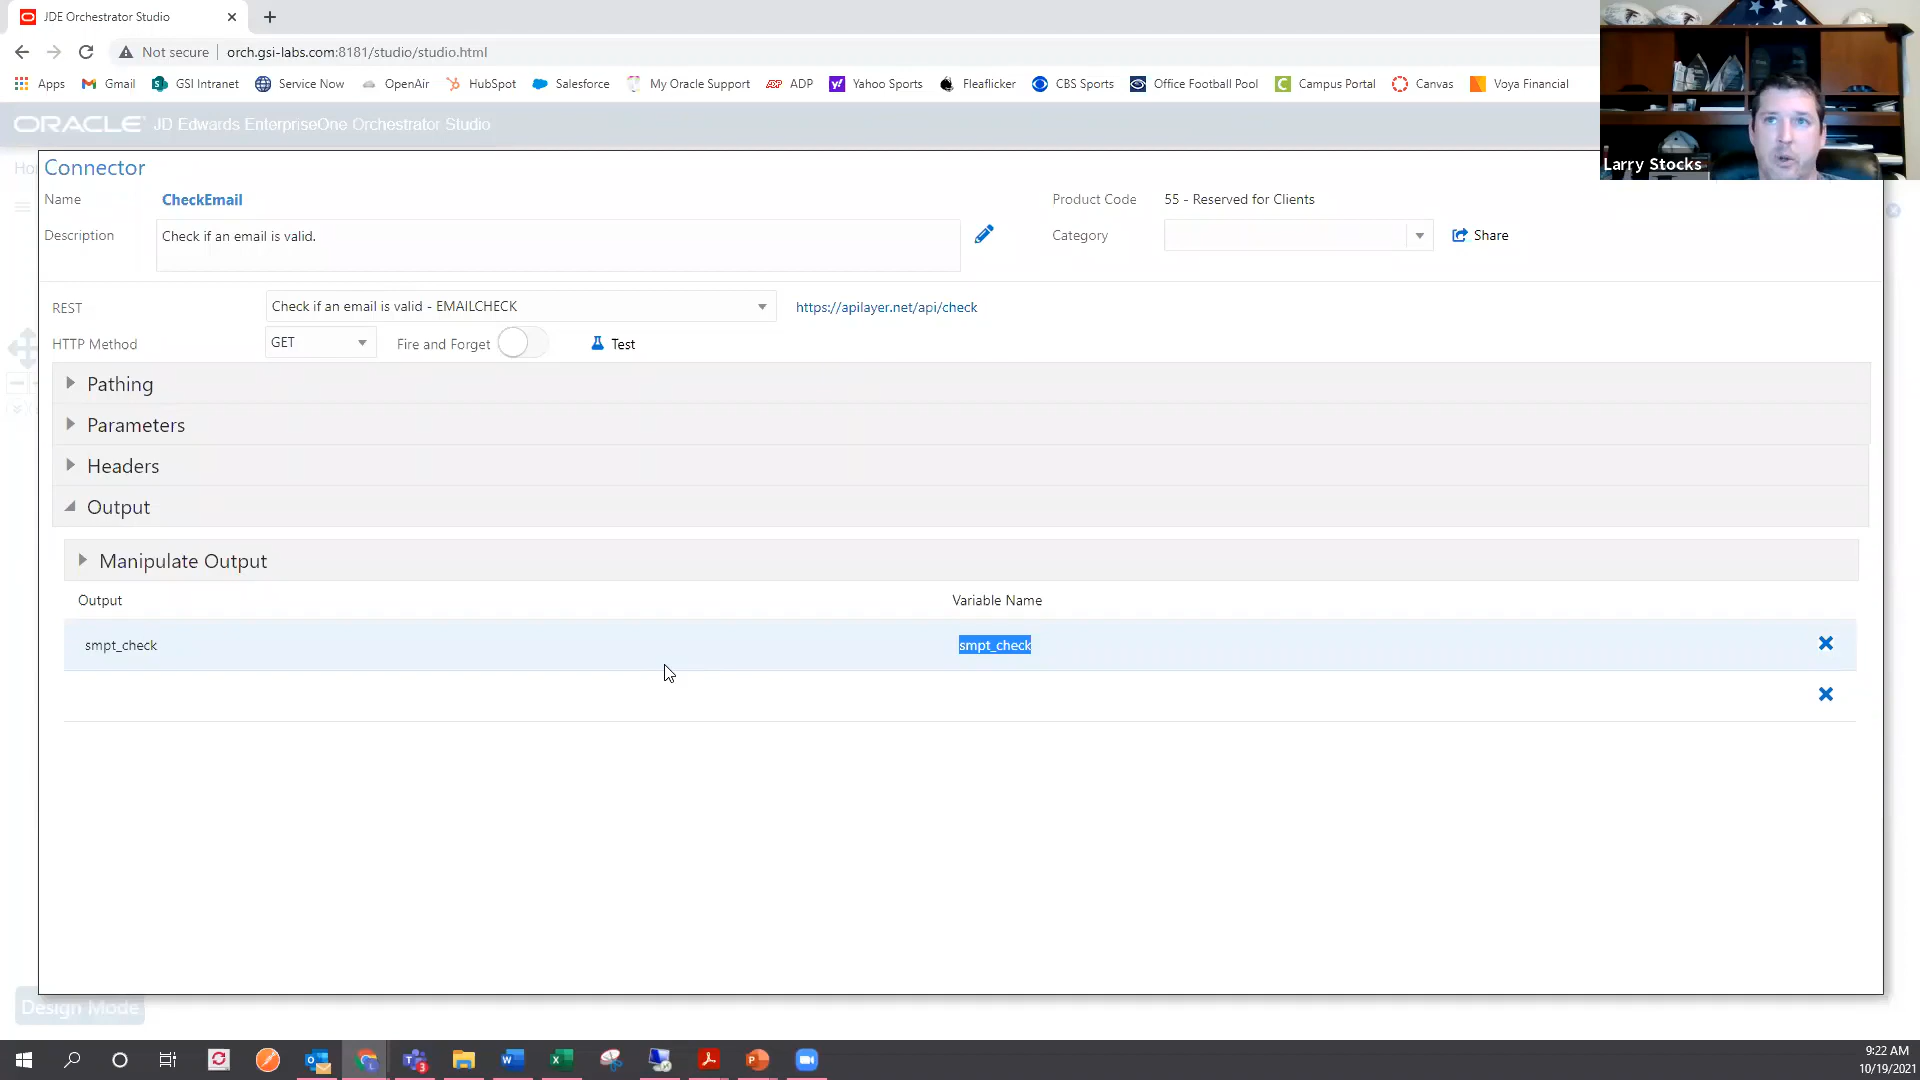 JDE Orchestrator Studio
Not secure | orch.gsi-labs.com:8181/studio/studio.html
Apps Gmail GSI Intranet Service Now OpenAir HubSpot Salesforce My Oracle Support ADP Yahoo Sports Fleaflicker CBS Sports Office Football Pool Campus Portal Canvas Voya Financial
ORACLE JD Edwards EnterpriseOne Orchestrator Studio
Larry Stocks
Ho
Connector
Name CheckEmail Product Code 55 - Reserved for Clients
Description Check if an email is valid. Category Share
REST Check if an email is valid - EMAILCHECK https://apilayer.net/api/check
HTTP Method GET Fire and Forget Test
Pathing
Parameters
Headers
Output
Manipulate Output
Output Variable Name
smpt_check smpt_check
Design Mode
9:22 AM
10/19/2021